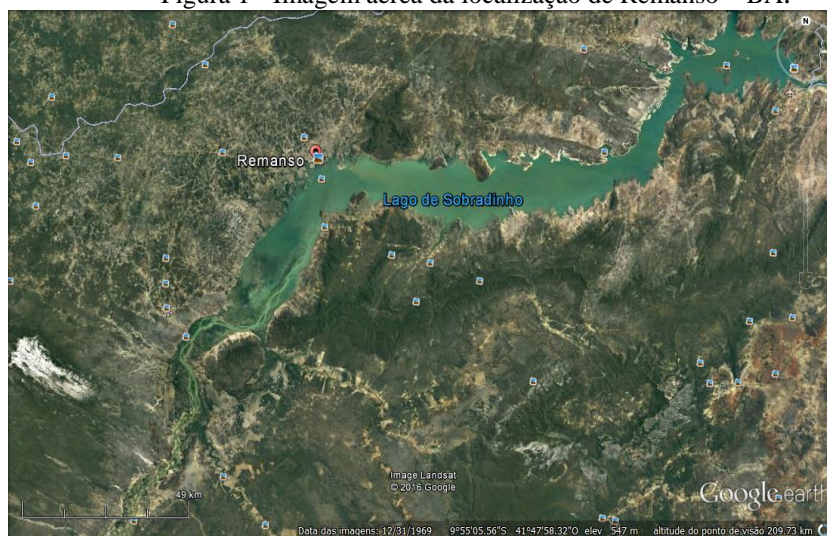 Figura 1 - Imagem acerca da localização de Remanso – BA.
N
Remanso
Lago de Sobradinho
Image Landsat
© 2016 Google
Google earth
49 km
Data das imagens: 12/31/1969 9°55'05.56"S 41°47'58.32"O elev 547 m altitude do ponto de visão 209.73 km